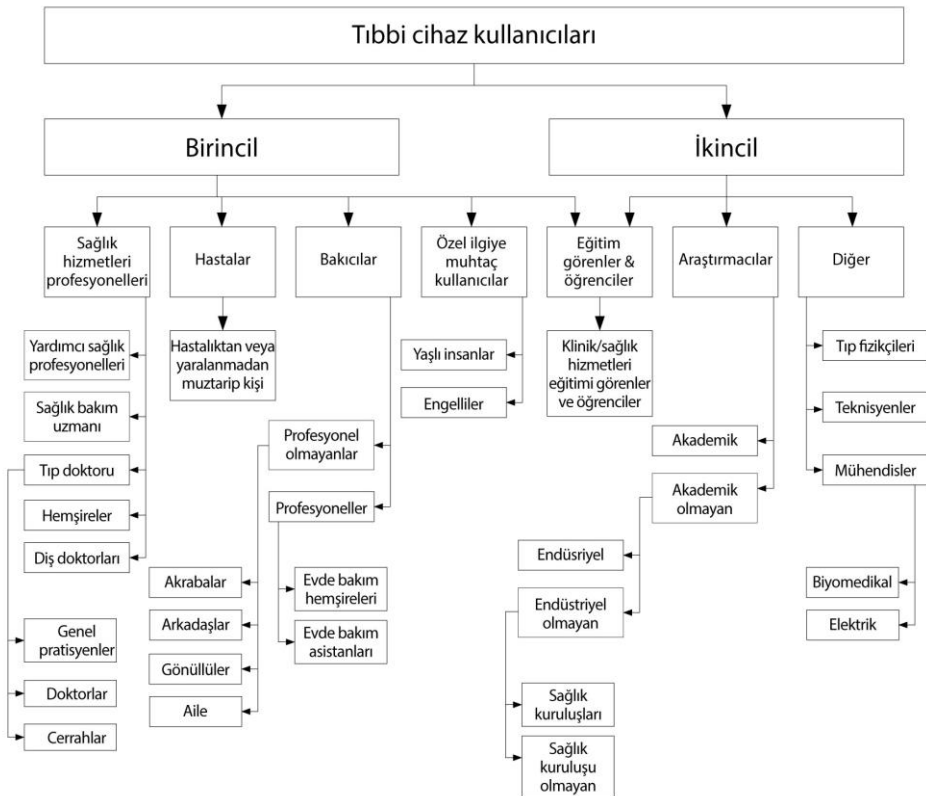 Tıbbi cihaz kullanıcıları
Birincil
İkincil
Sağlık
hizmetleri
profesyonelleri
Hastalar
Bakıcılar
Özel ilgiye
muhtaç
kullanıcılar
Eğitim
görenler &
öğrenciler
Araştırmacılar
Diğer
Yardımcı sağlık
profesyonelleri
Sağlık bakım
uzmanı
Tıp doktoru
Hemşireler
Diş doktorları
Genel
pratisyenler
Doktorlar
Cerrahlar
Hastalıktan veya
yaralanmadan
muztarip kişi
Profesyonel
olmayanlar
Profesyoneller
Akrabalar
Arkadaşlar
Gönüllüler
Aile
Evde bakım
hemşireleri
Evde bakım
asistanları
Yaşlı insanlar
Engelliler
Klinik/sağlık
hizmetleri
eğitimi görenler
ve öğrenciler
Akademik
Akademik
olmayan
Endüsriyel
Endüstriyel
olmayan
Sağlık
kuruluşları
Sağlık
kuruluşu
olmayan
Tıp fizikçileri
Teknisyenler
Mühendisler
Biyomedikal
Elektrik